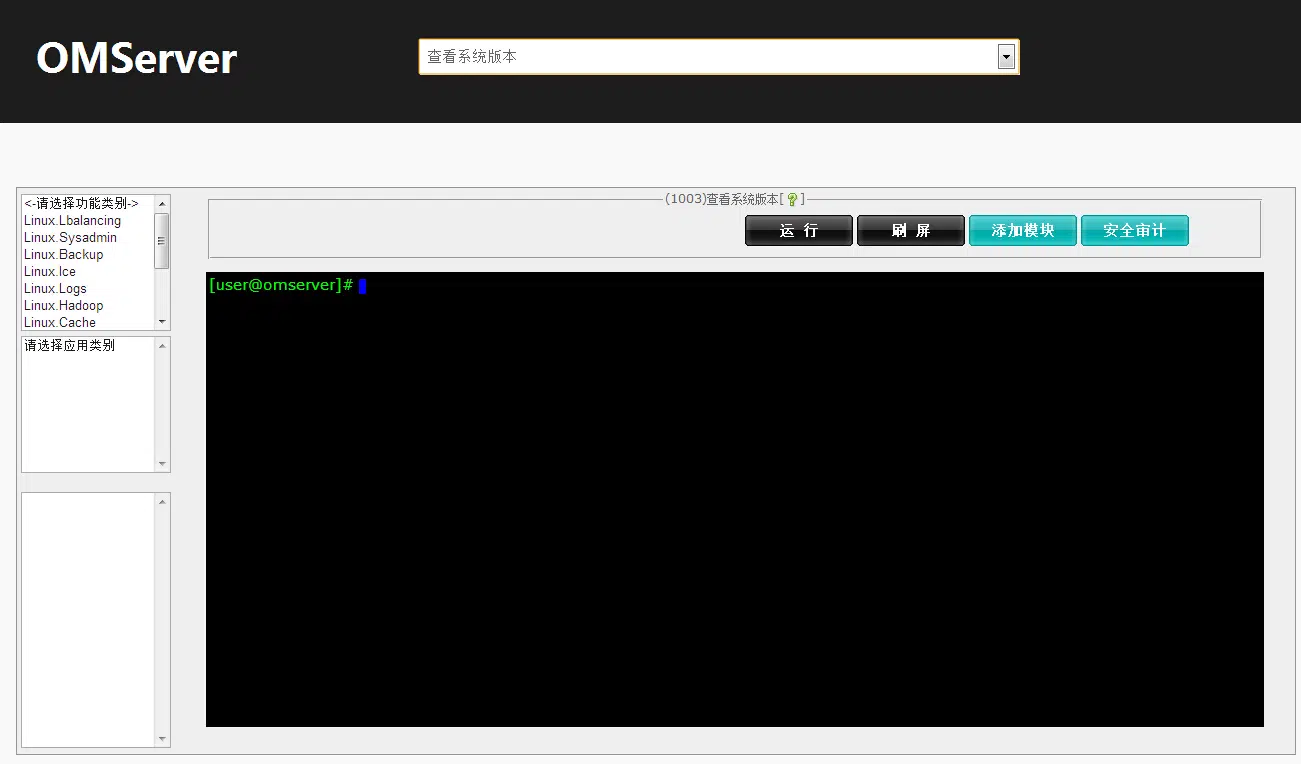 OMServer
查看系统版本
<-请选择功能类别->
Linux.Lbalancing
Linux.Sysadmin
Linux.Backup
Linux.Ice
Linux.Logs
Linux.Hadoop
Linux.Cache
请选择应用类别
(1003)查看系统版本[ ? ]
运 行
刷 屏
添加模块
安全审计
[user@omserver]#